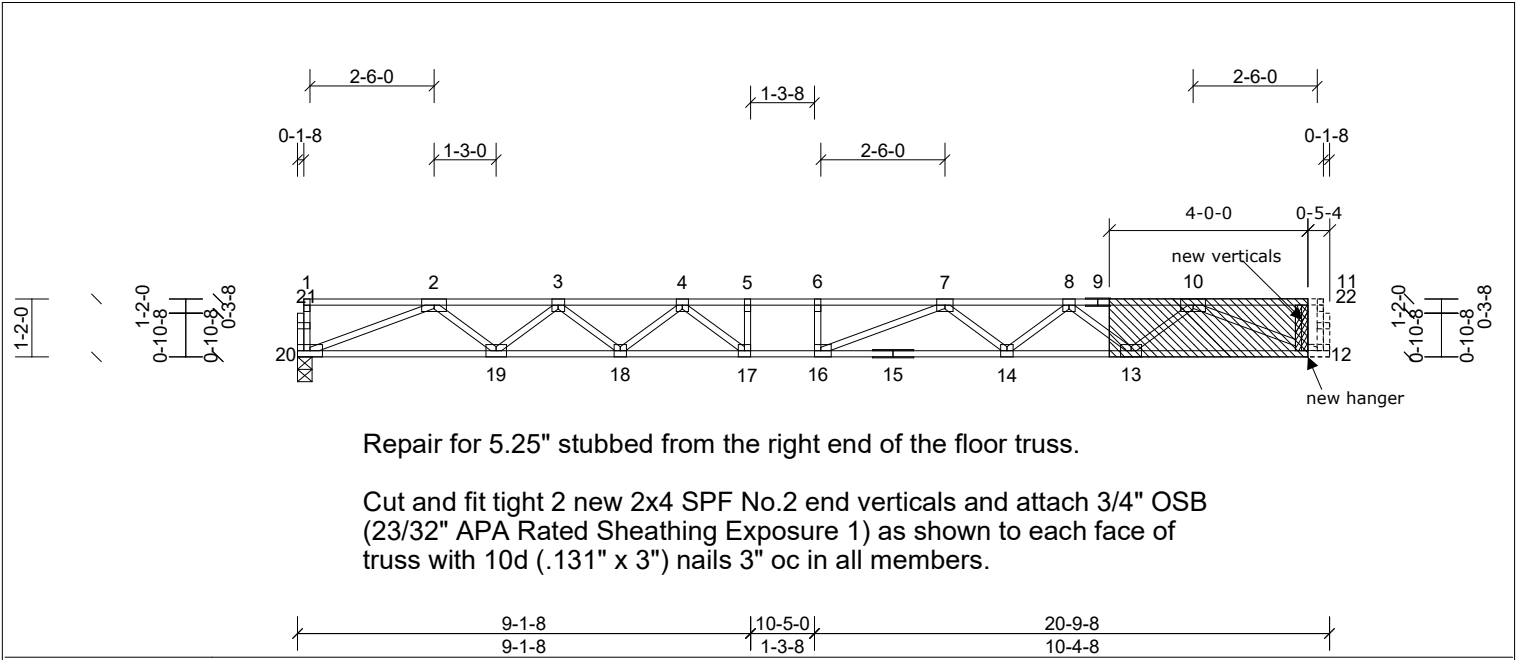 2-6-0
2-6-0
1-3-8
0-1-8
0-1-8
1-3-0
2-6-0
4-0-0
0-5-4
new verticals
1 2 3 4 5 6 7 8 9 10 11
21 22
1-2-0
1-2-0
0-10-8
0-10-8
0-3-8
1-2-0
0-10-8
0-10-8
0-3-8
20 12
19 18 17 16 15 14 13
new hanger
Repair for 5.25" stubbed from the right end of the floor truss.
Cut and fit tight 2 new 2x4 SPF No.2 end verticals and attach 3/4" OSB
(23/32" APA Rated Sheathing Exposure 1) as shown to each face of
truss with 10d (.131" x 3") nails 3" oc in all members.
9-1-8 10-5-0 20-9-8
9-1-8 1-3-8 10-4-8